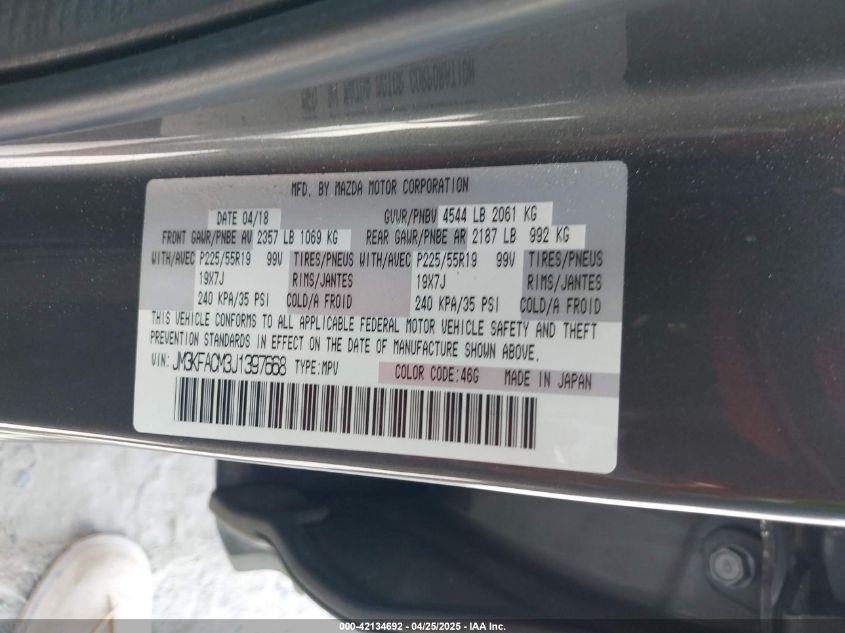 MFD. BY MAZDA MOTOR CORPORATION
DATE 04/18 GVWR/PNBV 4544 LB 2061 KG
FRONT GAWR/PNBE AV 2357 LB 1069 KG REAR GAWR/PNBE AR 2187 LB 992 KG
WITH/AVEC P225/55R19 99V TIRES/PNEUS WITH/AVEC P225/55R19 99V TIRES/PNEUS
19X7J RIMS/JANTES 19X7J RIMS/JANTES
240 KPA/35 PSI COLD/A FROID 240 KPA/35 PSI COLD/A FROID
THIS VEHICLE CONFORMS TO ALL APPLICABLE FEDERAL MOTOR VEHICLE SAFETY AND THEFT
PREVENTION STANDARDS IN EFFECT ON THE DATE OF MANUFACTURE SHOWN ABOVE.
VIN: JM3KFACM3J1397668 TYPE:MPV COLOR CODE:46G MADE IN JAPAN
000-42134692 - 04/25/2025 - IAA Inc.